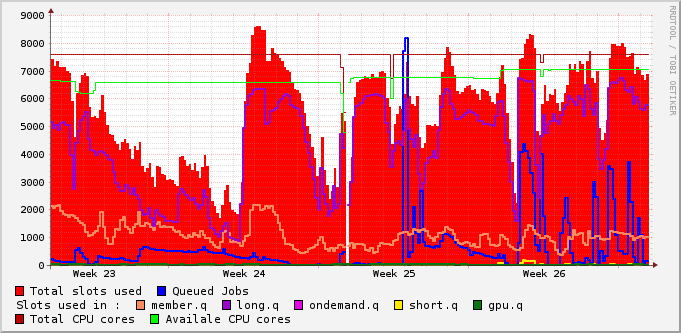 9000
8000
7000
6000
5000
4000
3000
2000
1000
0
Week 23 Week 24 Week 25 Week 26
RRDTOOL / TOBI OETIKER
Total slots used Queued Jobs
Slots used in : member.q long.q ondemand.q short.q gpu.q
Total CPU cores Availale CPU cores